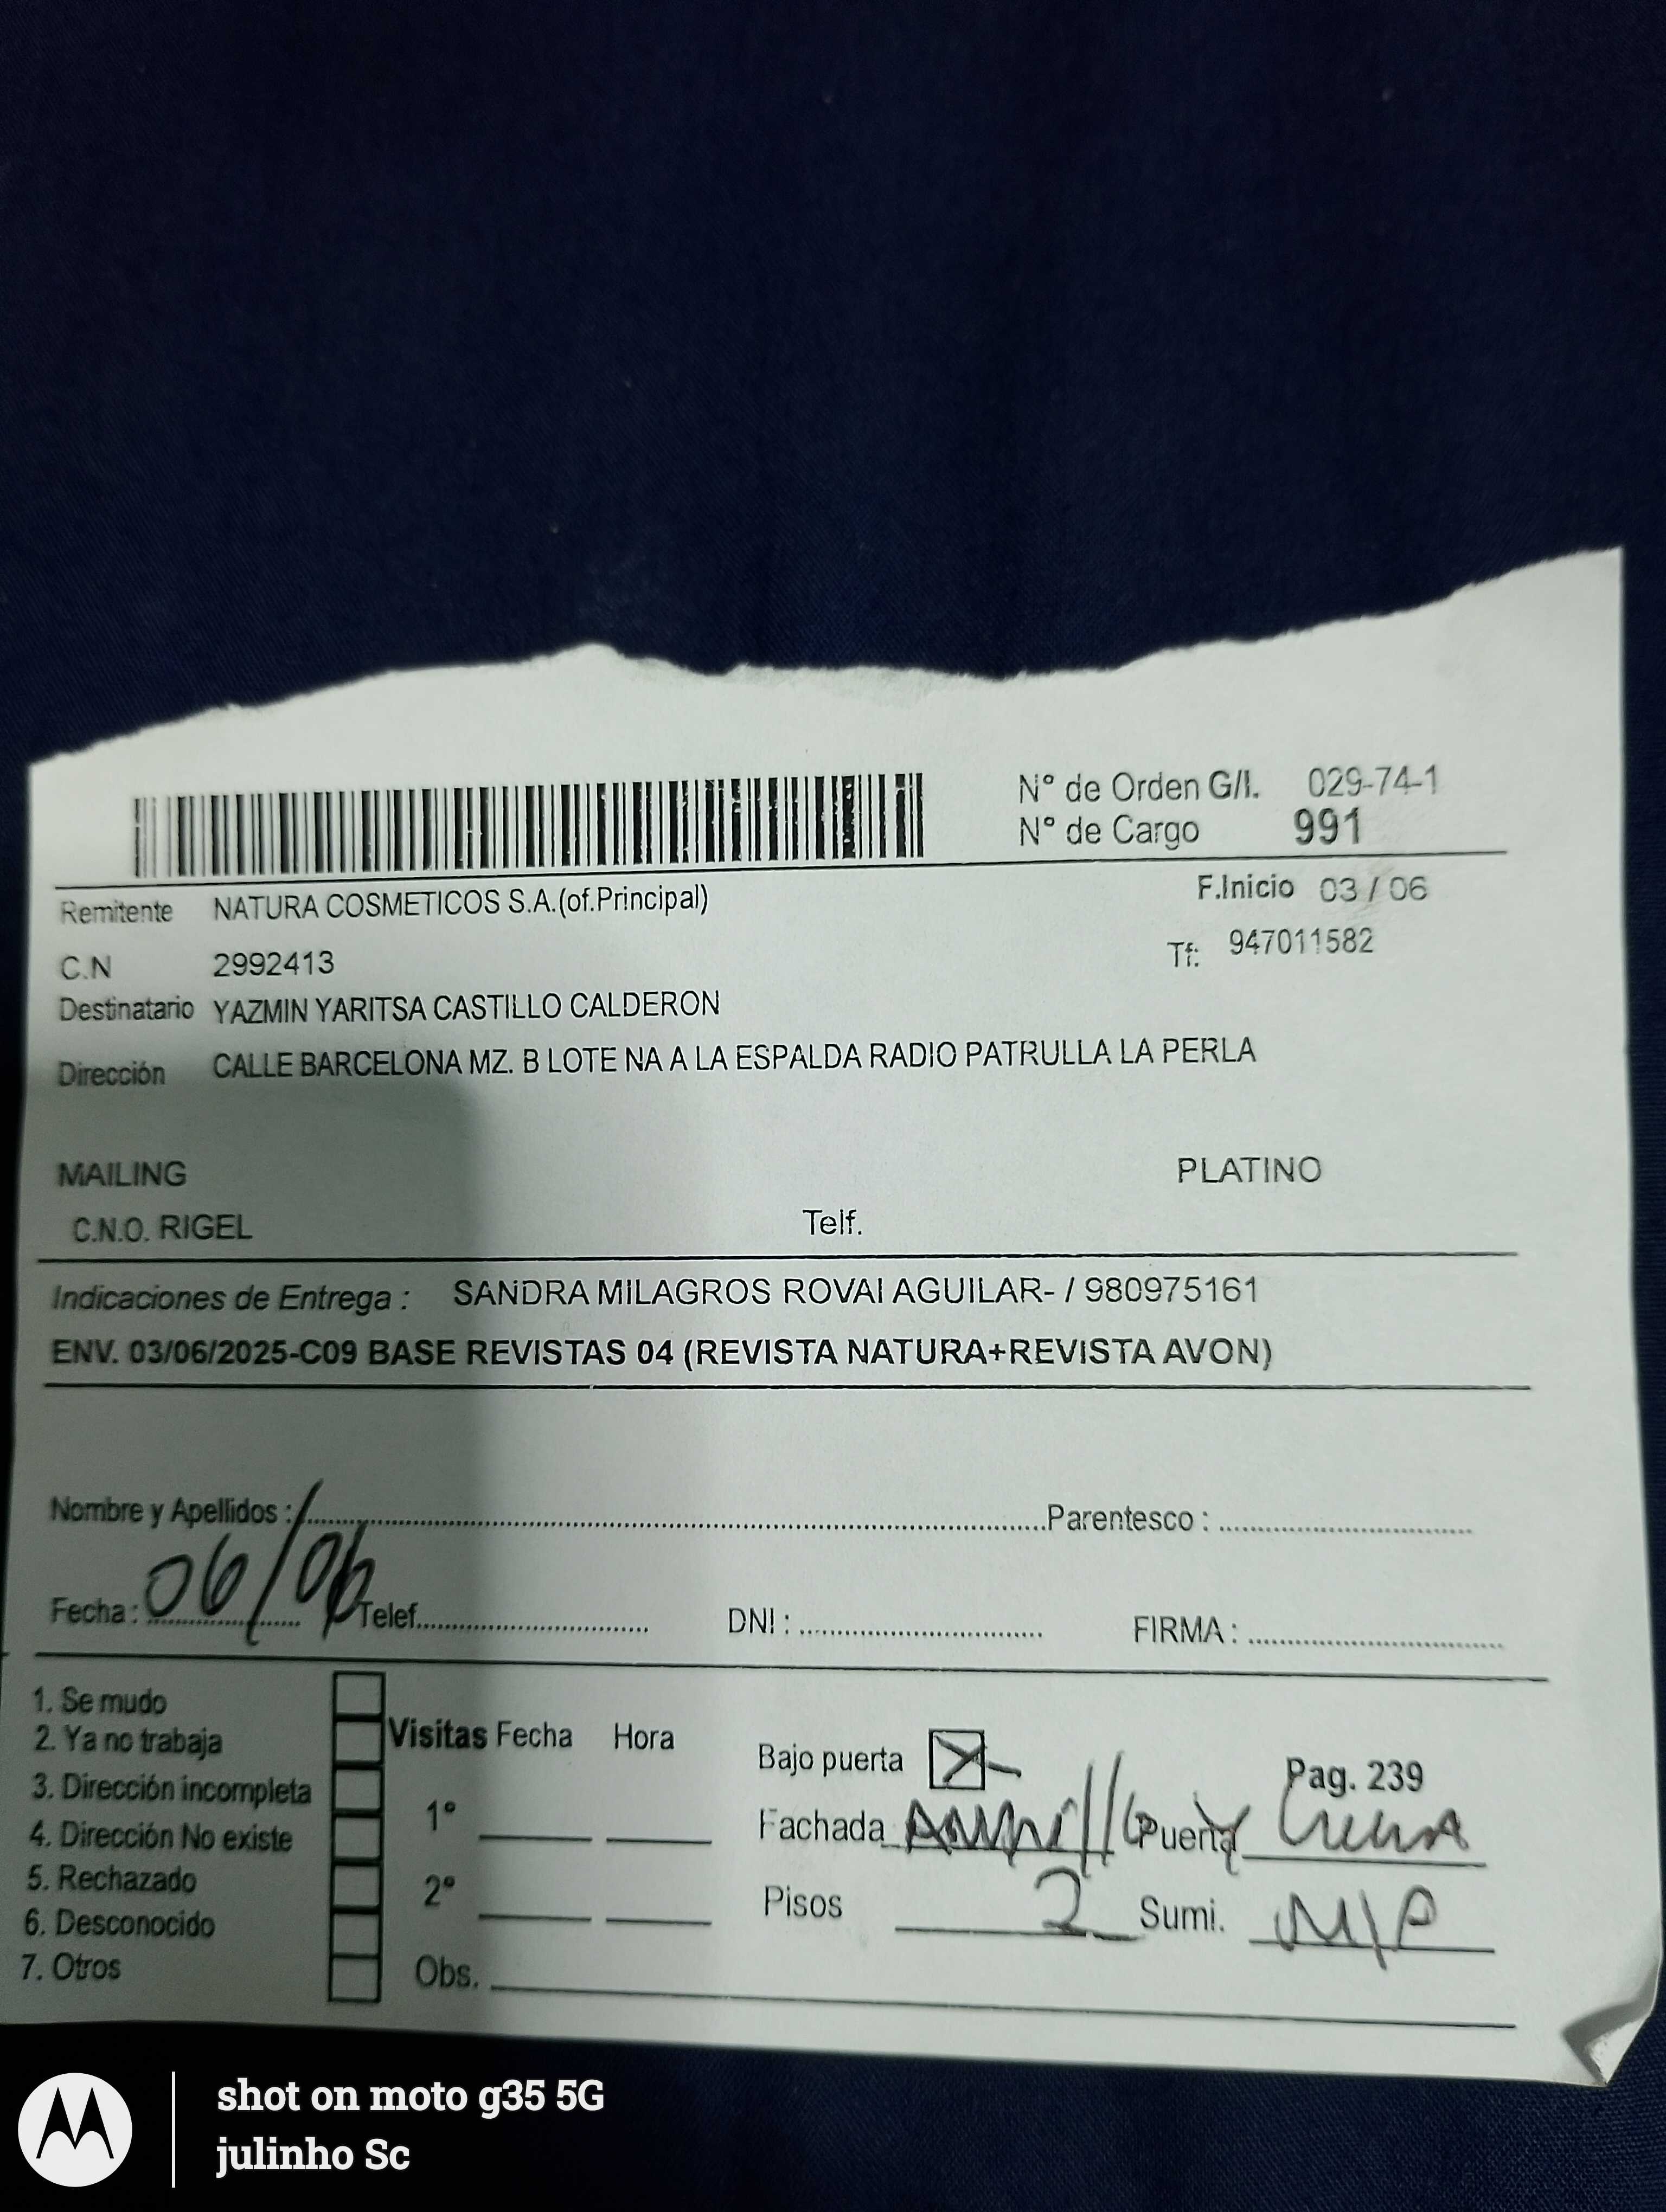 N° de Orden G/I. 029-74-1
N° de Cargo 991
Remitente NATURA COSMETICOS S.A.(of.Principal) F.Inicio 03 / 06
C.N 2992413 Tf: 947011582
Destinatario YAZMIN YARITSA CASTILLO CALDERON
Dirección CALLE BARCELONA MZ. B LOTE NA A LA ESPALDA RADIO PATRULLA LA PERLA
MAILING PLATINO
C.N.O. RIGEL Telf.
Indicaciones de Entrega : SANDRA MILAGROS ROVAI AGUILAR- / 980975161
ENV. 03/06/2025-C09 BASE REVISTAS 04 (REVISTA NATURA+REVISTA AVON)
Nombre y Apellidos : Parentesco :
Fecha : 06/06 Telef. DNI : FIRMA :
1. Se mudo
2. Ya no trabaja
3. Dirección incompleta
4. Dirección No existe
5. Rechazado
6. Desconocido
7. Otros
Visitas Fecha Hora
1°
2°
Obs.
Bajo puerta Pag. 239
Fachada Puerta
Pisos 2 Sumi. N/P
shot on moto g35 5G
julinho Sc